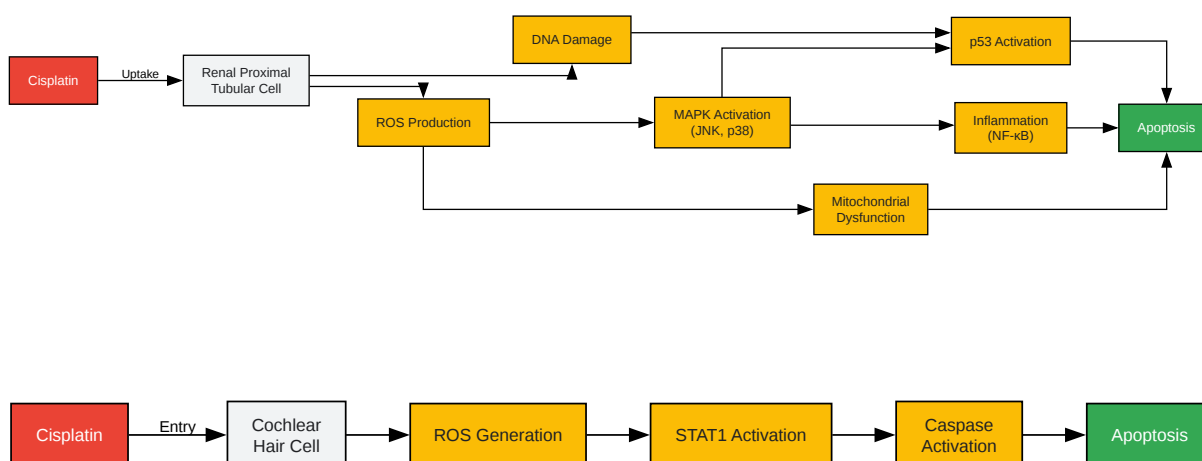 DNA Damage
p53 Activation
Cisplatin
Uptake
Renal Proximal
Tubular Cell
ROS Production
MAPK Activation
(JNK, p38)
Inflammation
(NF-κB)
Apoptosis
Mitochondrial
Dysfunction
Cisplatin
Entry
Cochlear
Hair Cell
ROS Generation
STAT1 Activation
Caspase
Activation
Apoptosis